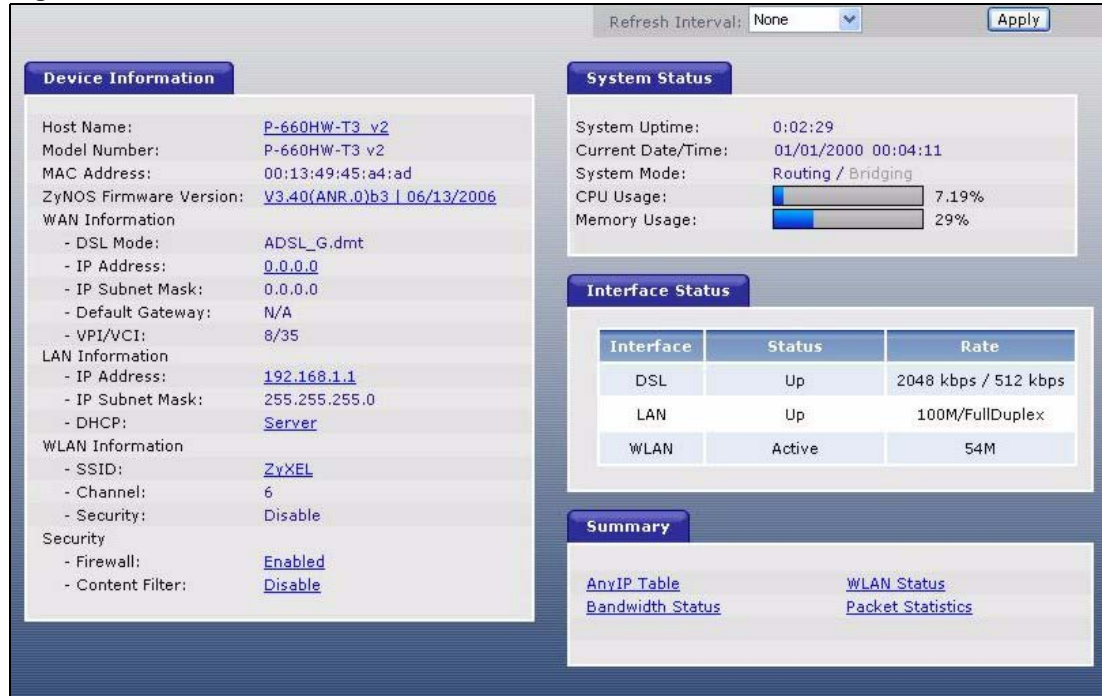 Refresh Interval: None Apply
Device Information
Host Name: P-660HW-T3 v2
Model Number: P-660HW-T3 v2
MAC Address: 00:13:49:45:a4:ad
ZyNOS Firmware Version: V3.40(ANR.0)b3 | 06/13/2006
WAN Information
- DSL Mode: ADSL_G.dmt
- IP Address: 0.0.0.0
- IP Subnet Mask: 0.0.0.0
- Default Gateway: N/A
- VPI/VCI: 8/35
LAN Information
- IP Address: 192.168.1.1
- IP Subnet Mask: 255.255.255.0
- DHCP: Server
WLAN Information
- SSID: ZyXEL
- Channel: 6
- Security: Disable
Security
- Firewall: Enabled
- Content Filter: Disable
System Status
System Uptime: 0:02:29
Current Date/Time: 01/01/2000 00:04:11
System Mode: Routing / Bridging
CPU Usage: 7.19%
Memory Usage: 29%
Interface Status
Interface Status Rate
DSL Up 2048 kbps / 512 kbps
LAN Up 100M/FullDuplex
WLAN Active 54M
Summary
AnyIP Table WLAN Status
Bandwidth Status Packet Statistics